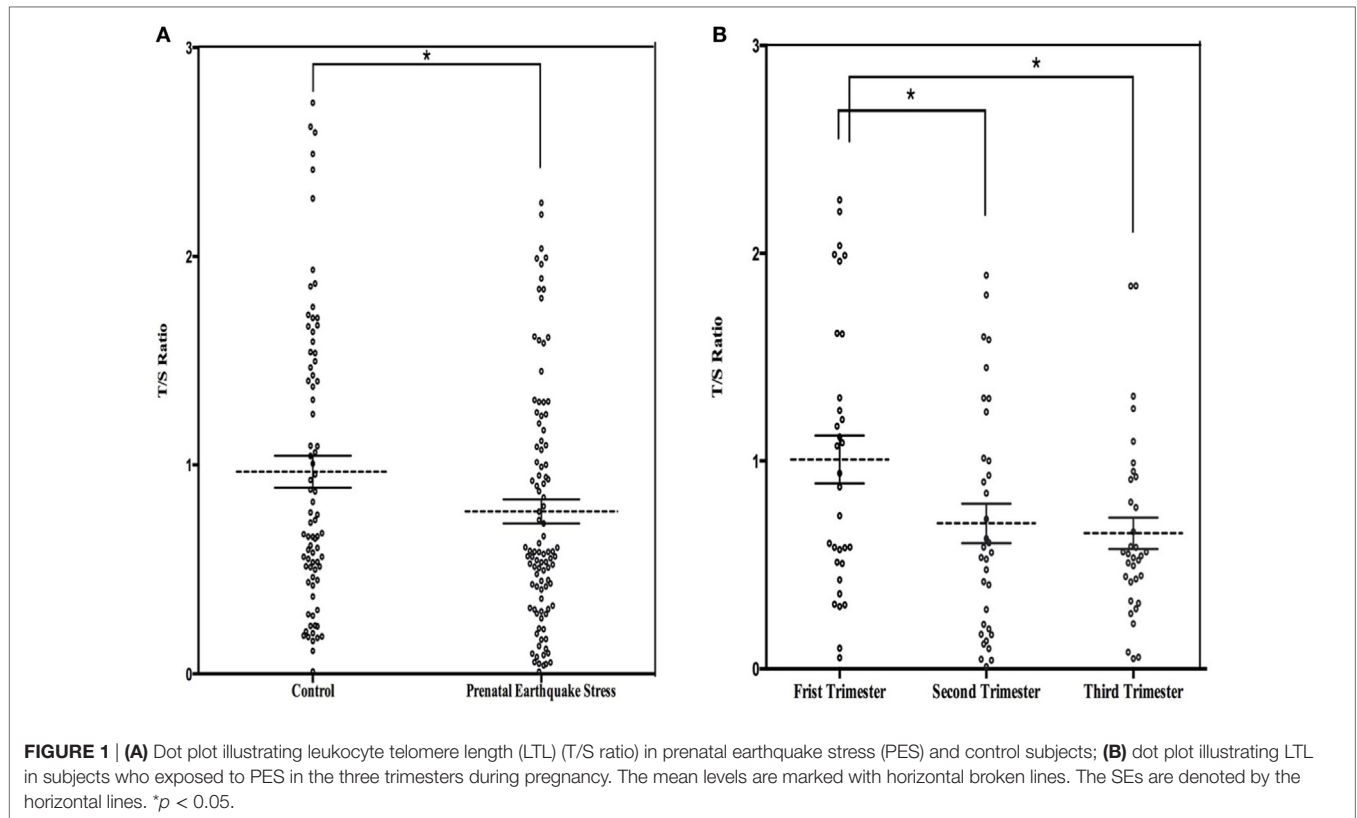 A
3
2
1
0
T/S Ratio
*
Control
Prenatal Earthquake Stress
B
3
2
1
0
T/S Ratio
*
*
Frist Trimester
Second Trimester
Third Trimester
FIGURE 1 | (A) Dot plot illustrating leukocyte telomere length (LTL) (T/S ratio) in prenatal earthquake stress (PES) and control subjects; (B) dot plot illustrating LTL
in subjects who exposed to PES in the three trimesters during pregnancy. The mean levels are marked with horizontal broken lines. The SEs are denoted by the
horizontal lines. *p < 0.05.